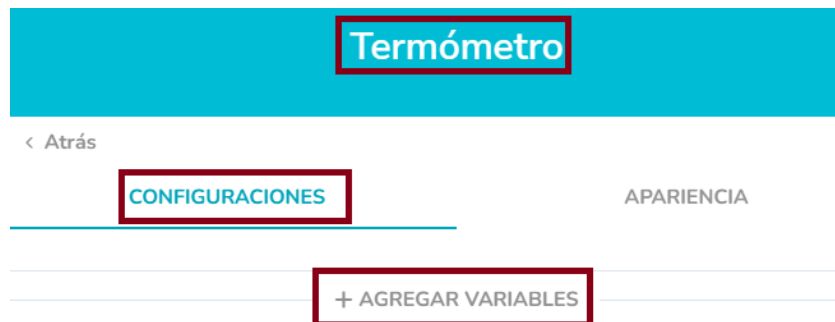 Termómetro
< Atrás
CONFIGURACIONES APARIENCIA
+ AGREGAR VARIABLES